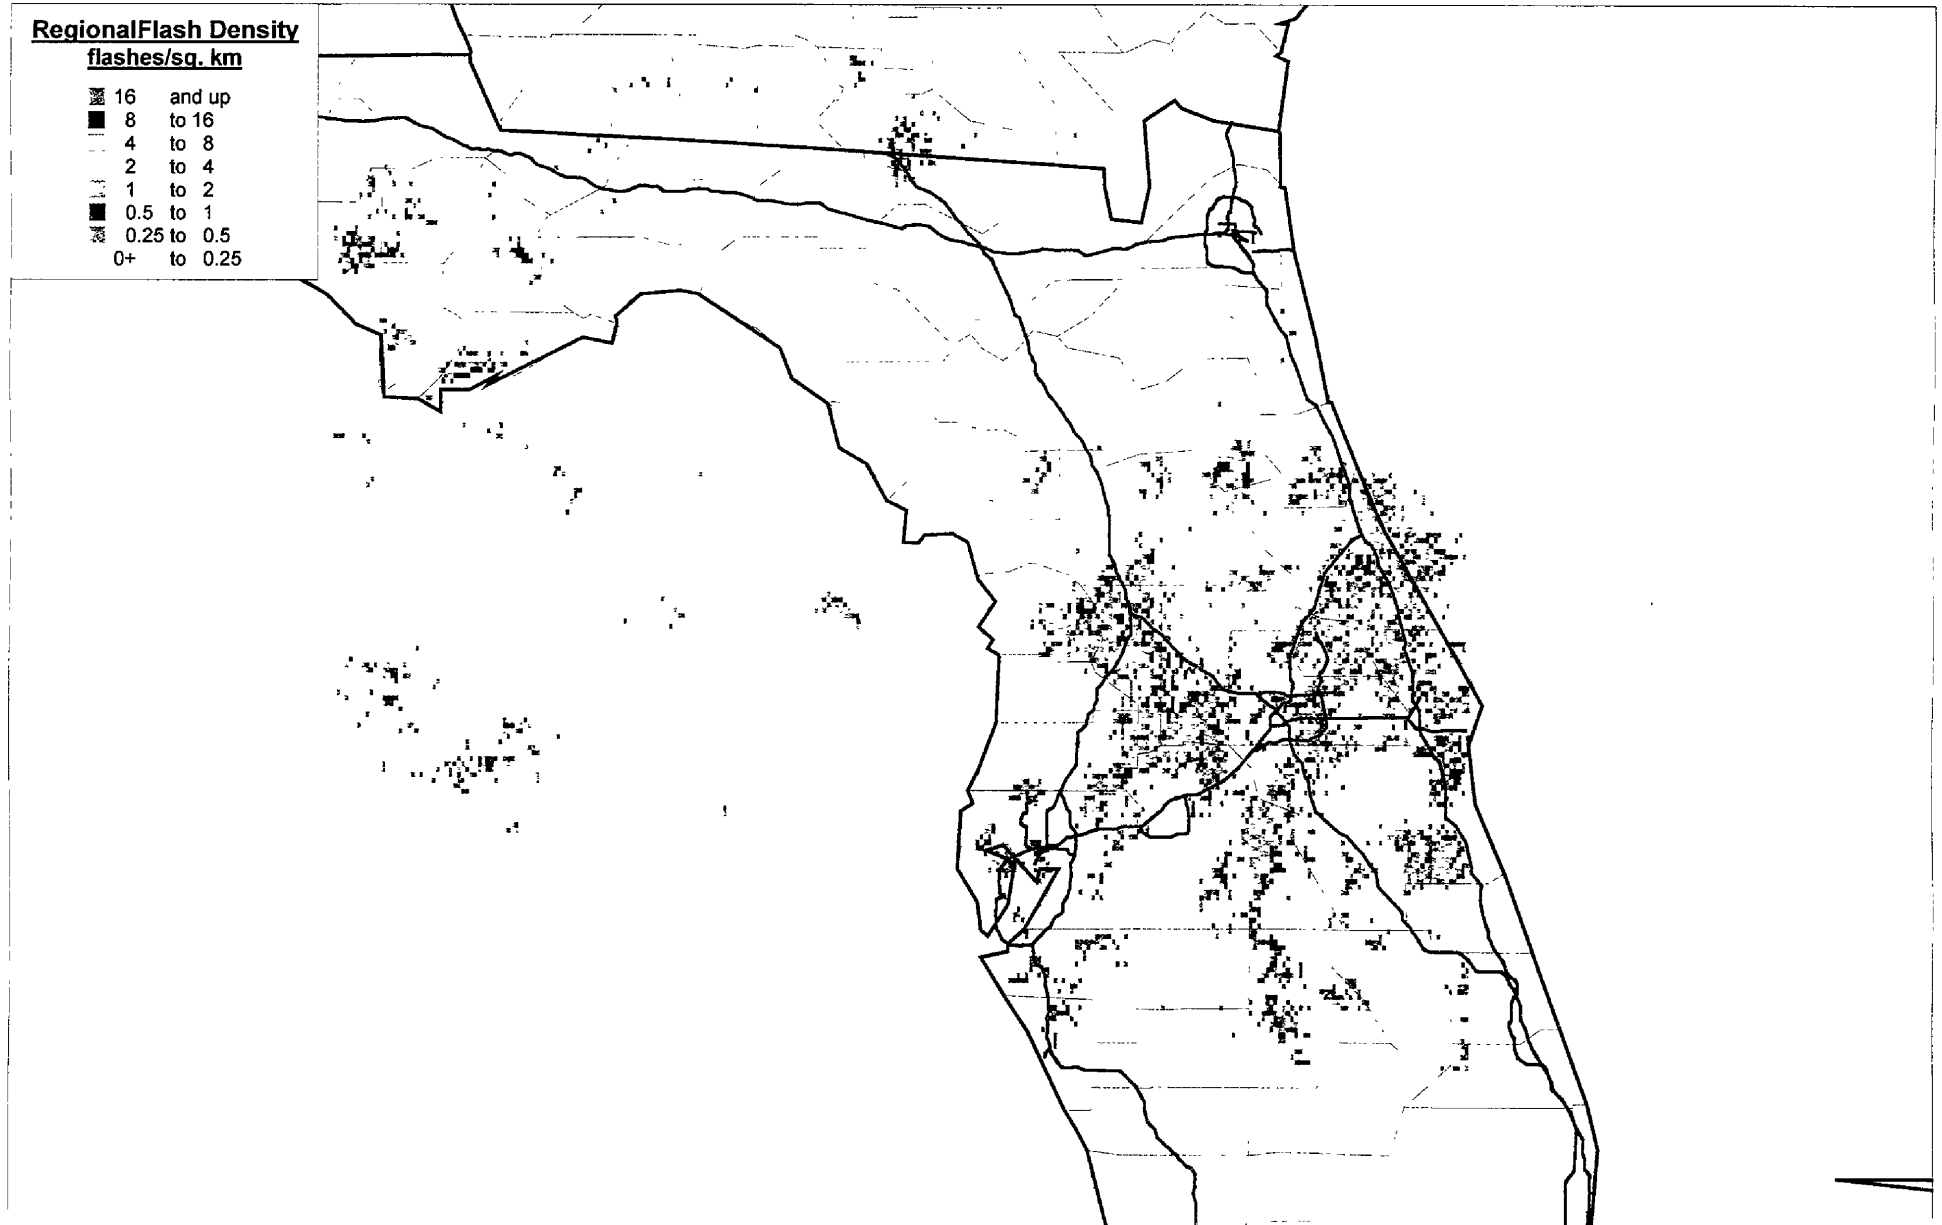 RegionalFlash Density
flashes/sq. km
16 and up
8 to 16
4 to 8
2 to 4
1 to 2
0.5 to 1
0.25 to 0.5
0+ to 0.25